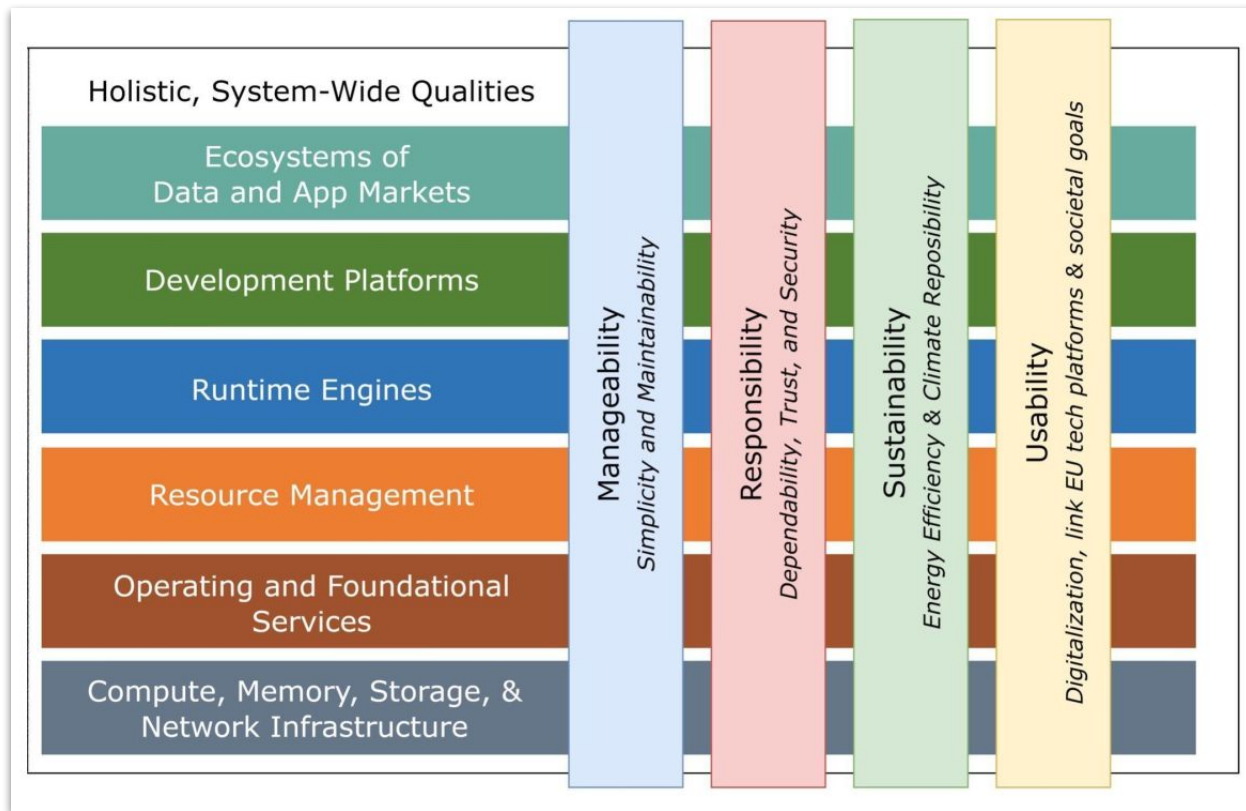 Holistic, System-Wide Qualities
Ecosystems of
Data and App Markets
Development Platforms
Runtime Engines
Resource Management
Operating and Foundational
Services
Compute, Memory, Storage, &
Network Infrastructure
Manageability
Simplicity and Maintainability
Responsibility
Dependability, Trust, and Security
Sustainability
Energy Efficiency & Climate Reposibility
Usability
Digitalization, link EU tech platforms & societal goals